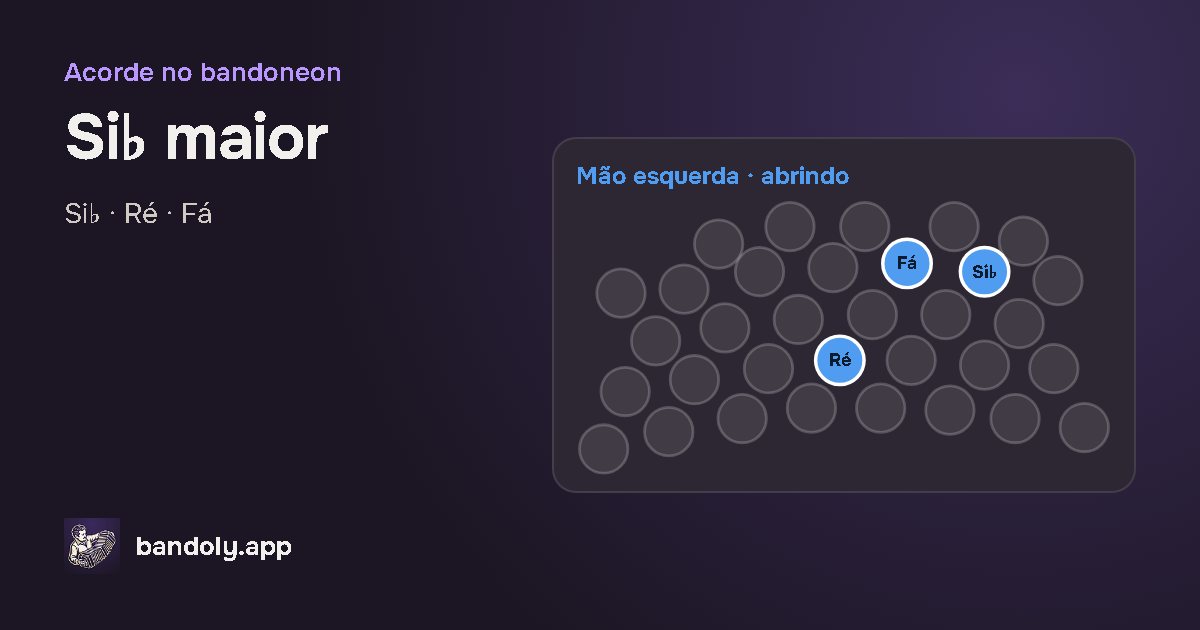 Acorde no bandoneon
Si♭ maior
Si♭ · Ré · Fá
Mão esquerda · abrindo
Fá
Si♭
Ré
bandoly.app